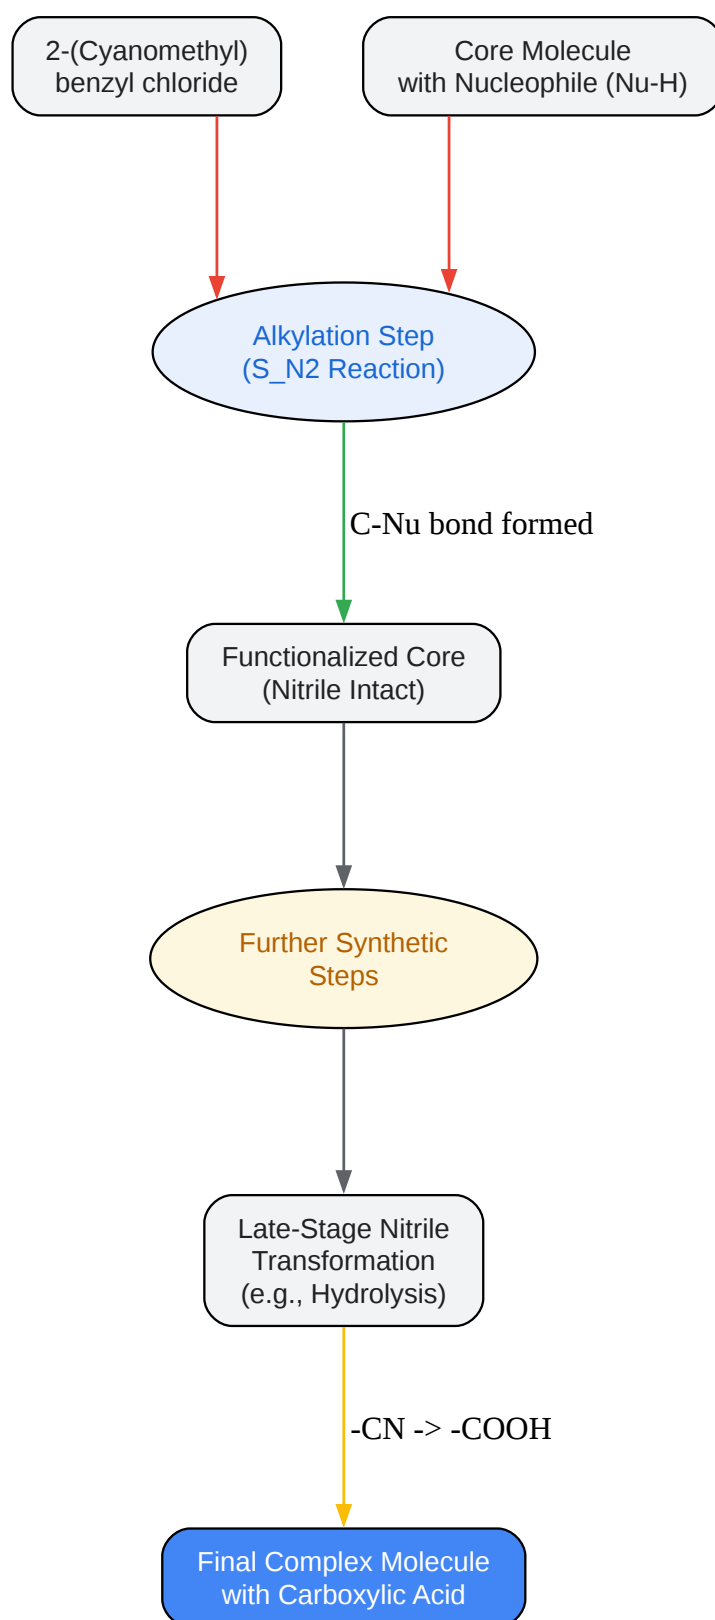 2-(Cyanomethyl)
benzyl chloride
Core Molecule
with Nucleophile (Nu-H)
Alkylation Step
(S_N2 Reaction)
C-Nu bond formed
Functionalized Core
(Nitrile Intact)
Further Synthetic
Steps
Late-Stage Nitrile
Transformation
(e.g., Hydrolysis)
-CN -> -COOH
Final Complex Molecule
with Carboxylic Acid